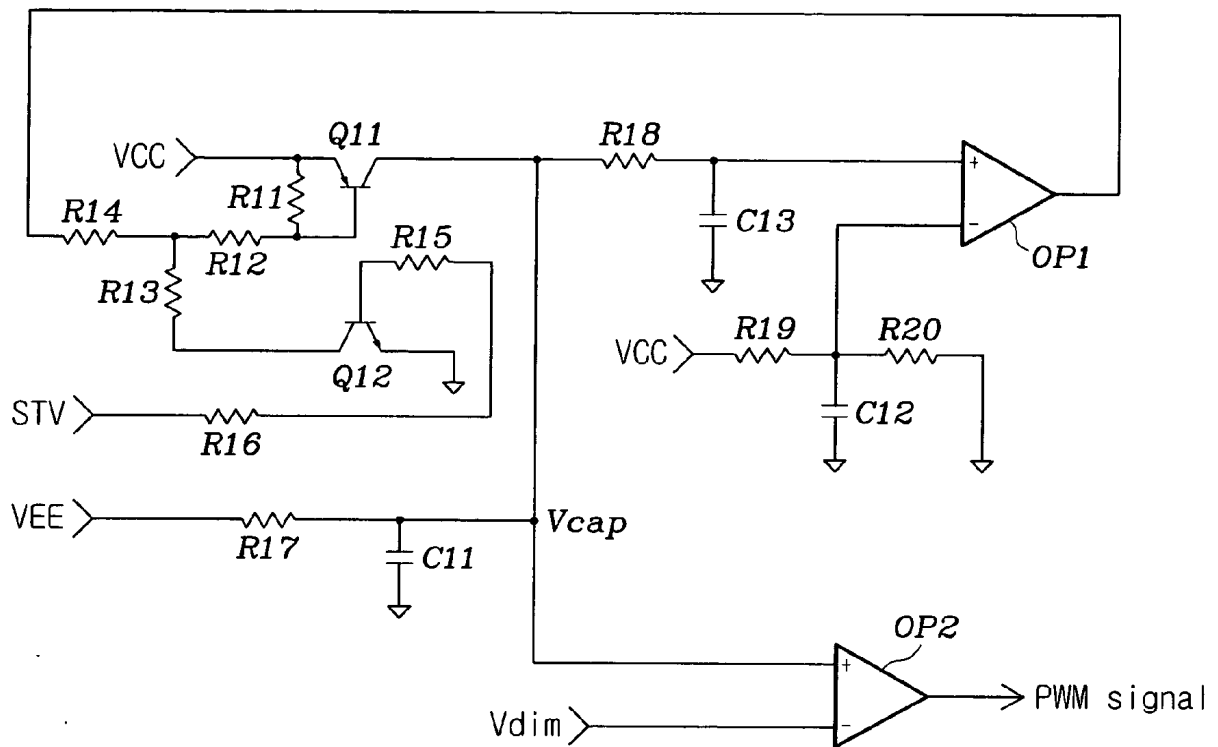 Q11
R18
VCC
+
R11
R14
C13
−
OP1
R15
R12
R13
R19
R20
VCC
Q12
C12
STV
R16
VEE
Vcap
R17
C11
OP2
+
PWM signal
Vdim
−